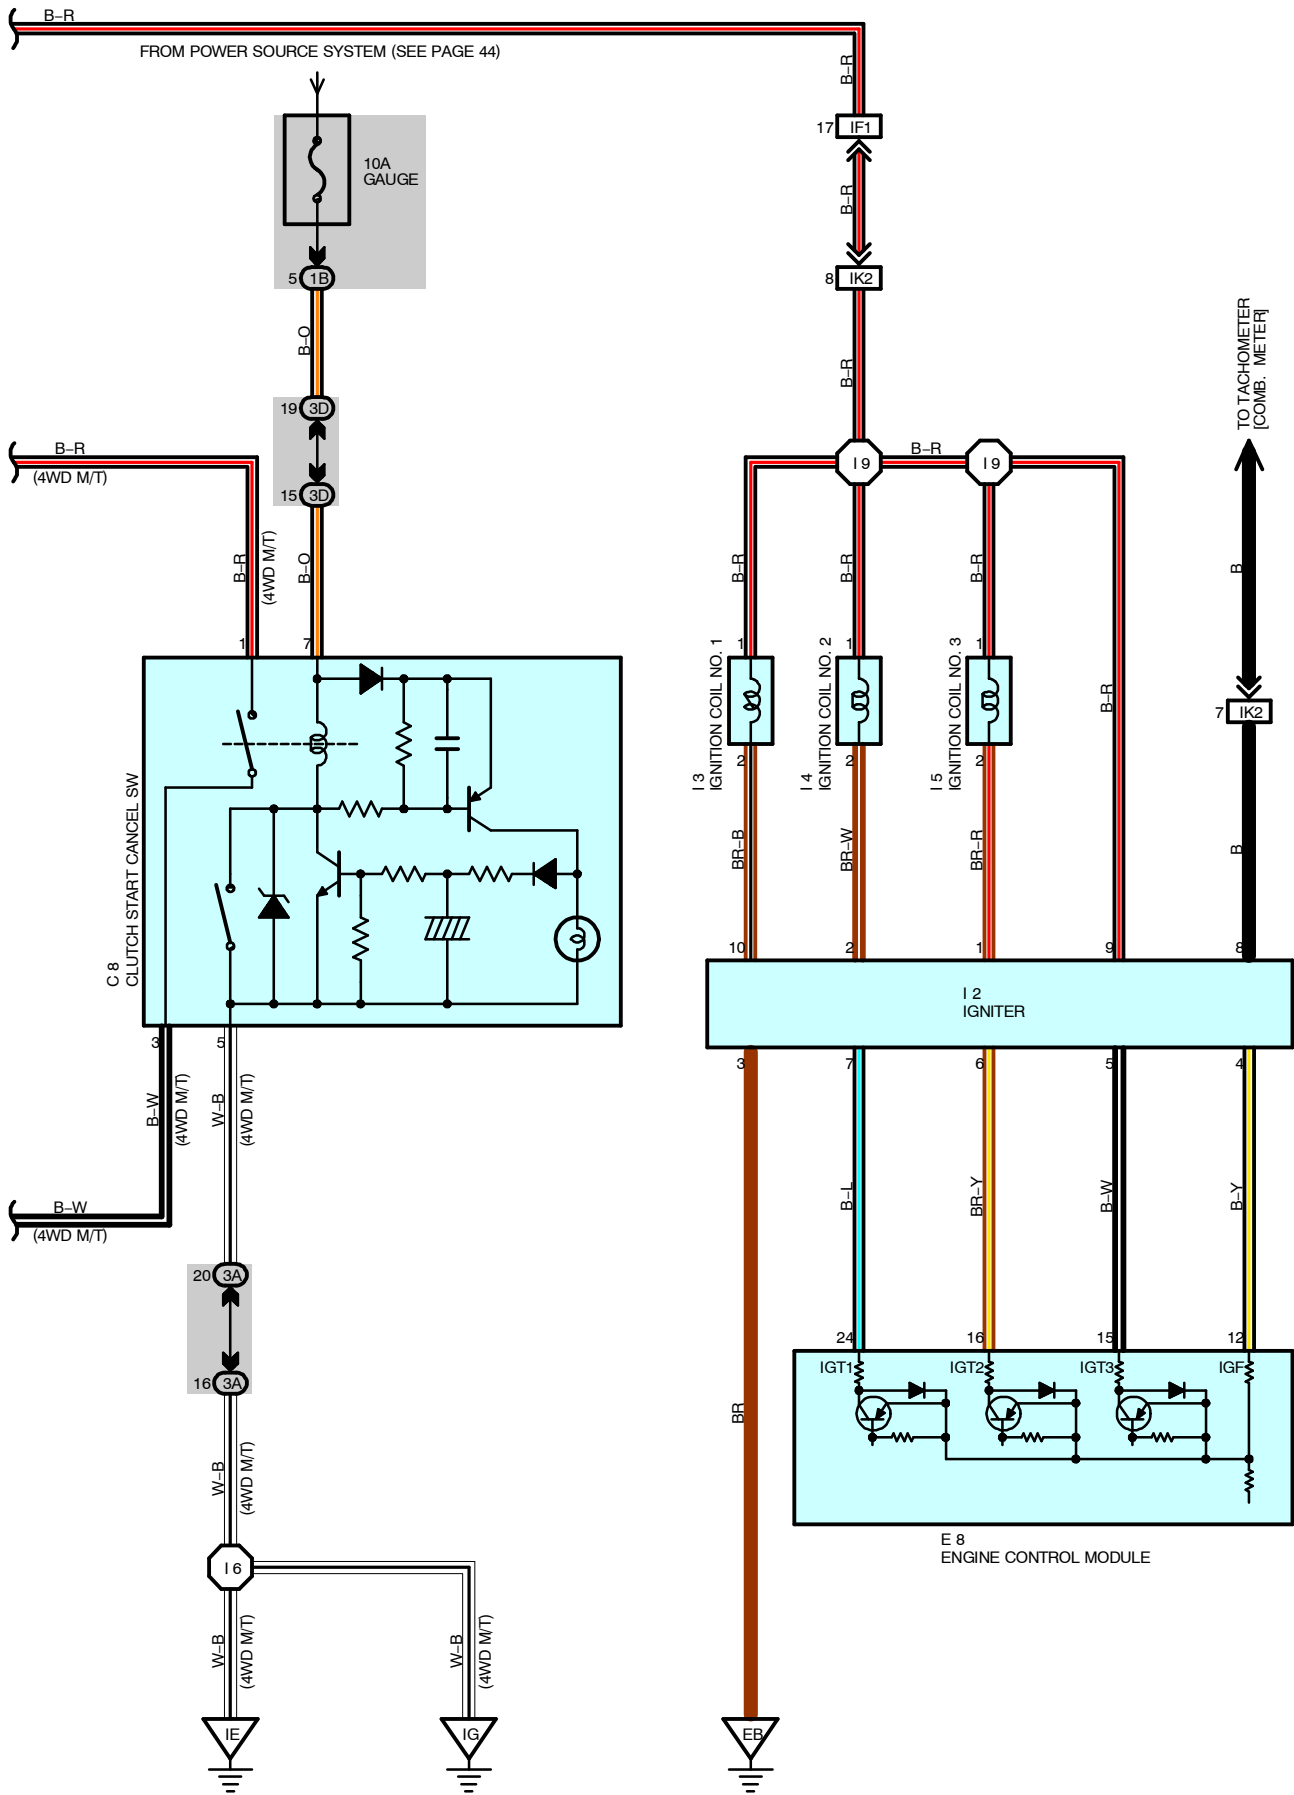 B–R
FROM POWER SOURCE SYSTEM (SEE PAGE 44)
B–R
17 IF1
10A
GAUGE
B–R
5 1B
8 IK2
B–O
B–R
TO TACHOMETER
[COMB. METER]
19 3D
B–R
(4WD M/T)
I 9
B–R
I 9
15 3D
B–R
(4WD M/T)
B–O
B–R
B–R
B–R
B
1
7
1
1
1
I 3
IGNITION COIL NO. 1
I 4
IGNITION COIL NO. 2
I 5
IGNITION COIL NO. 3
B–R
7 IK2
2
2
2
C 8
CLUTCH START CANCEL SW
BR–B
BR–W
BR–R
B
10
2
1
9
8
I 2
IGNITER
3
5
3
7
6
5
4
B–W
(4WD M/T)
W–B
(4WD M/T)
B–L
BR–Y
B–W
B–Y
B–W
(4WD M/T)
20 3A
24
16
15
12
IGT1
IGT2
IGT3
IGF
16 3A
BR
W–B
(4WD M/T)
E 8
ENGINE CONTROL MODULE
I 6
W–B
(4WD M/T)
W–B
(4WD M/T)
IE
IG
EB